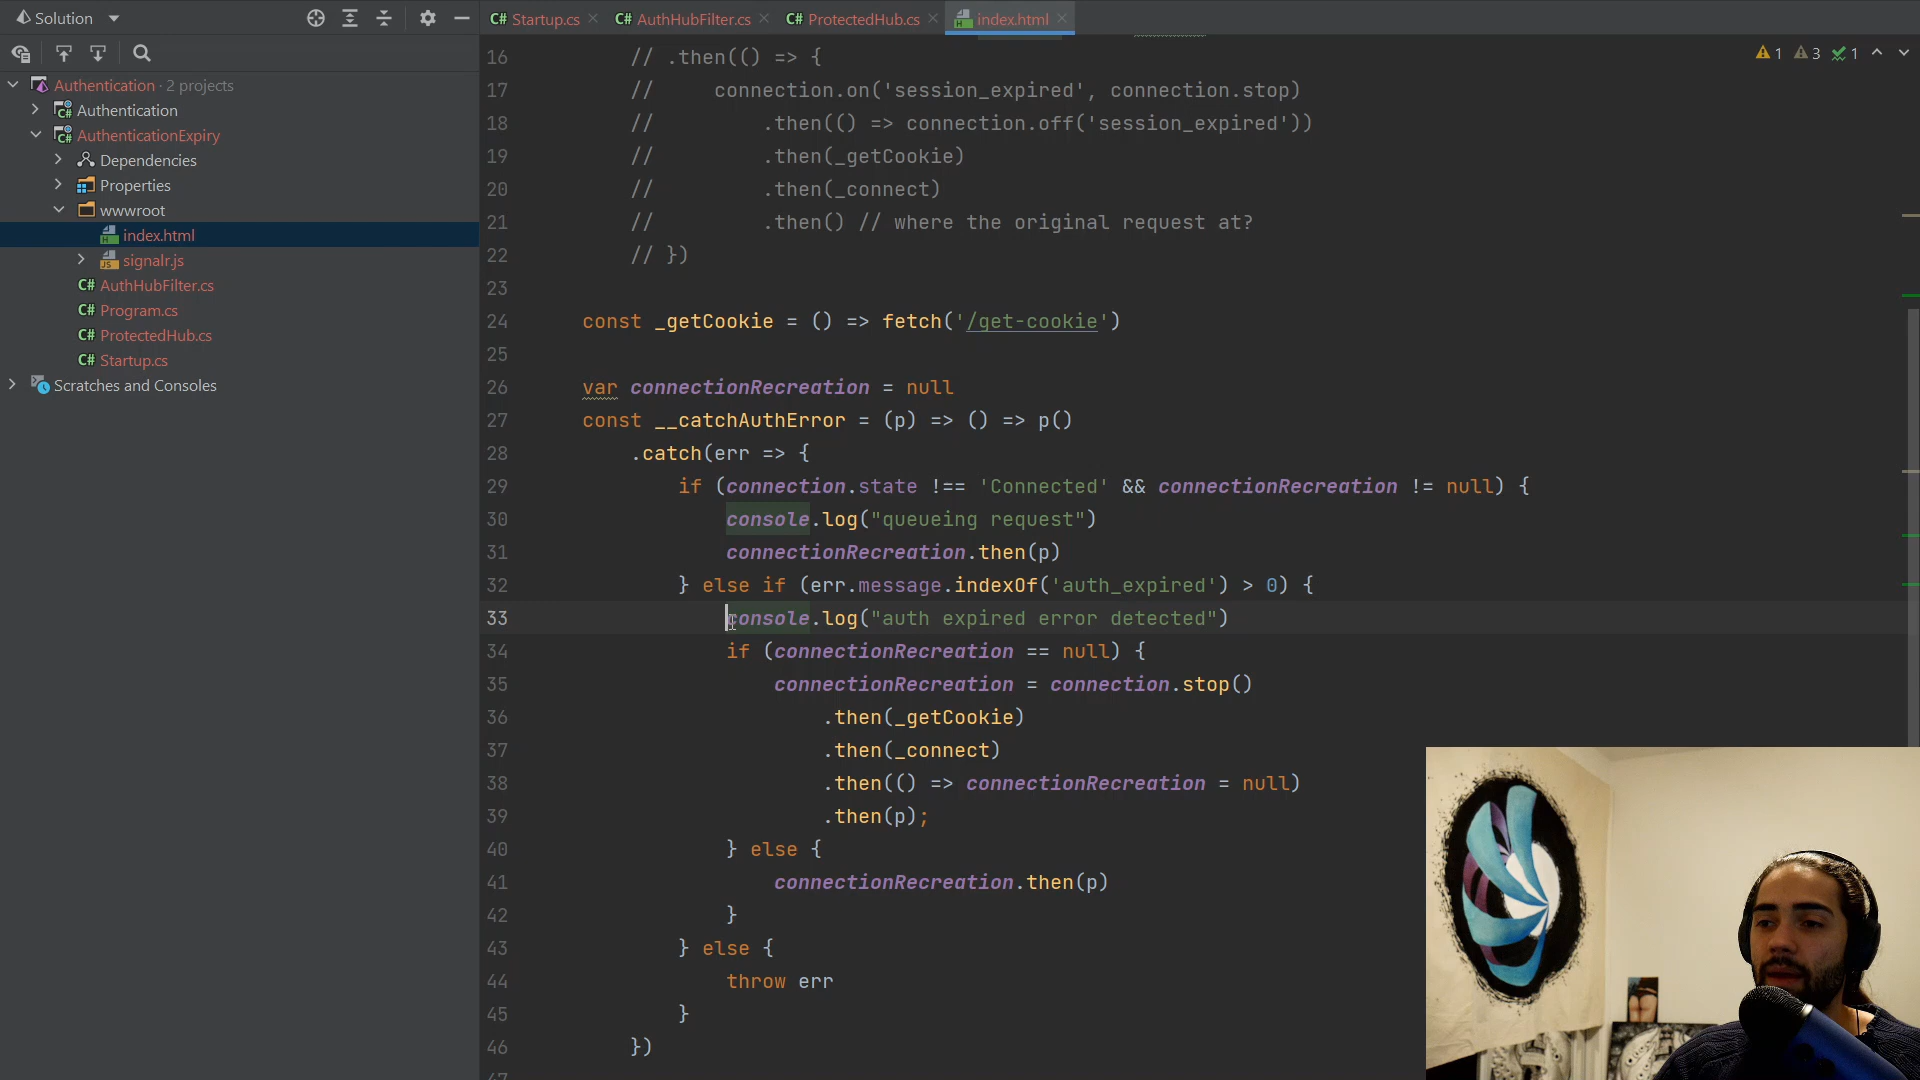 Solution
Startup.cs
AuthHubFilter.cs
ProtectedHub.cs
index.html
Authentication · 2 projects
Authentication
AuthenticationExpiry
Dependencies
Properties
wwwroot
index.html
signalr.js
C# AuthHubFilter.cs
C# Program.cs
C# ProtectedHub.cs
C# Startup.cs
Scratches and Consoles
1 3 1
16 // .then(() => {
17 // connection.on('session_expired', connection.stop)
18 // .then(() => connection.off('session_expired'))
19 // .then(_getCookie)
20 // .then(_connect)
21 // .then() // where the original request at?
22 // })
23
24 const _getCookie = () => fetch('/get-cookie')
25
26 var connectionRecreation = null
27 const __catchAuthError = (p) => () => p()
28 .catch(err => {
29 if (connection.state !== 'Connected' && connectionRecreation != null) {
30 console.log("queueing request")
31 connectionRecreation.then(p)
32 } else if (err.message.indexOf('auth_expired') > 0) {
33 console.log("auth expired error detected")
34 if (connectionRecreation == null) {
35 connectionRecreation = connection.stop()
36 .then(_getCookie)
37 .then(_connect)
38 .then(() => connectionRecreation = null)
39 .then(p);
40 } else {
41 connectionRecreation.then(p)
42 }
43 } else {
44 throw err
45 }
46 })
47